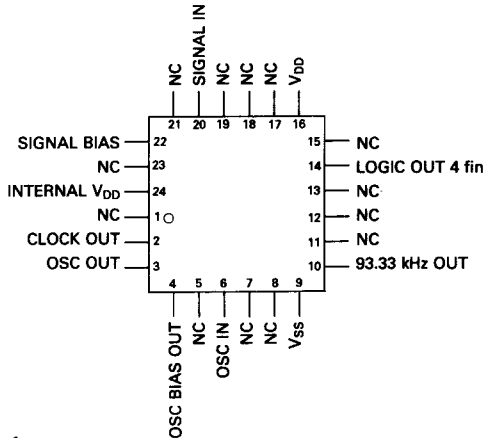 NC
SIGNAL IN
NC
NC
NC
VDD
21
20
19
18
17
16
SIGNAL BIAS
22
15
NC
NC
23
14
LOGIC OUT 4 fin
INTERNAL VDD
24
13
NC
NC
1
12
NC
CLOCK OUT
2
11
NC
OSC OUT
3
10
93.33 kHz OUT
4
5
6
7
8
9
OSC BIAS OUT
NC
OSC IN
NC
NC
VSS